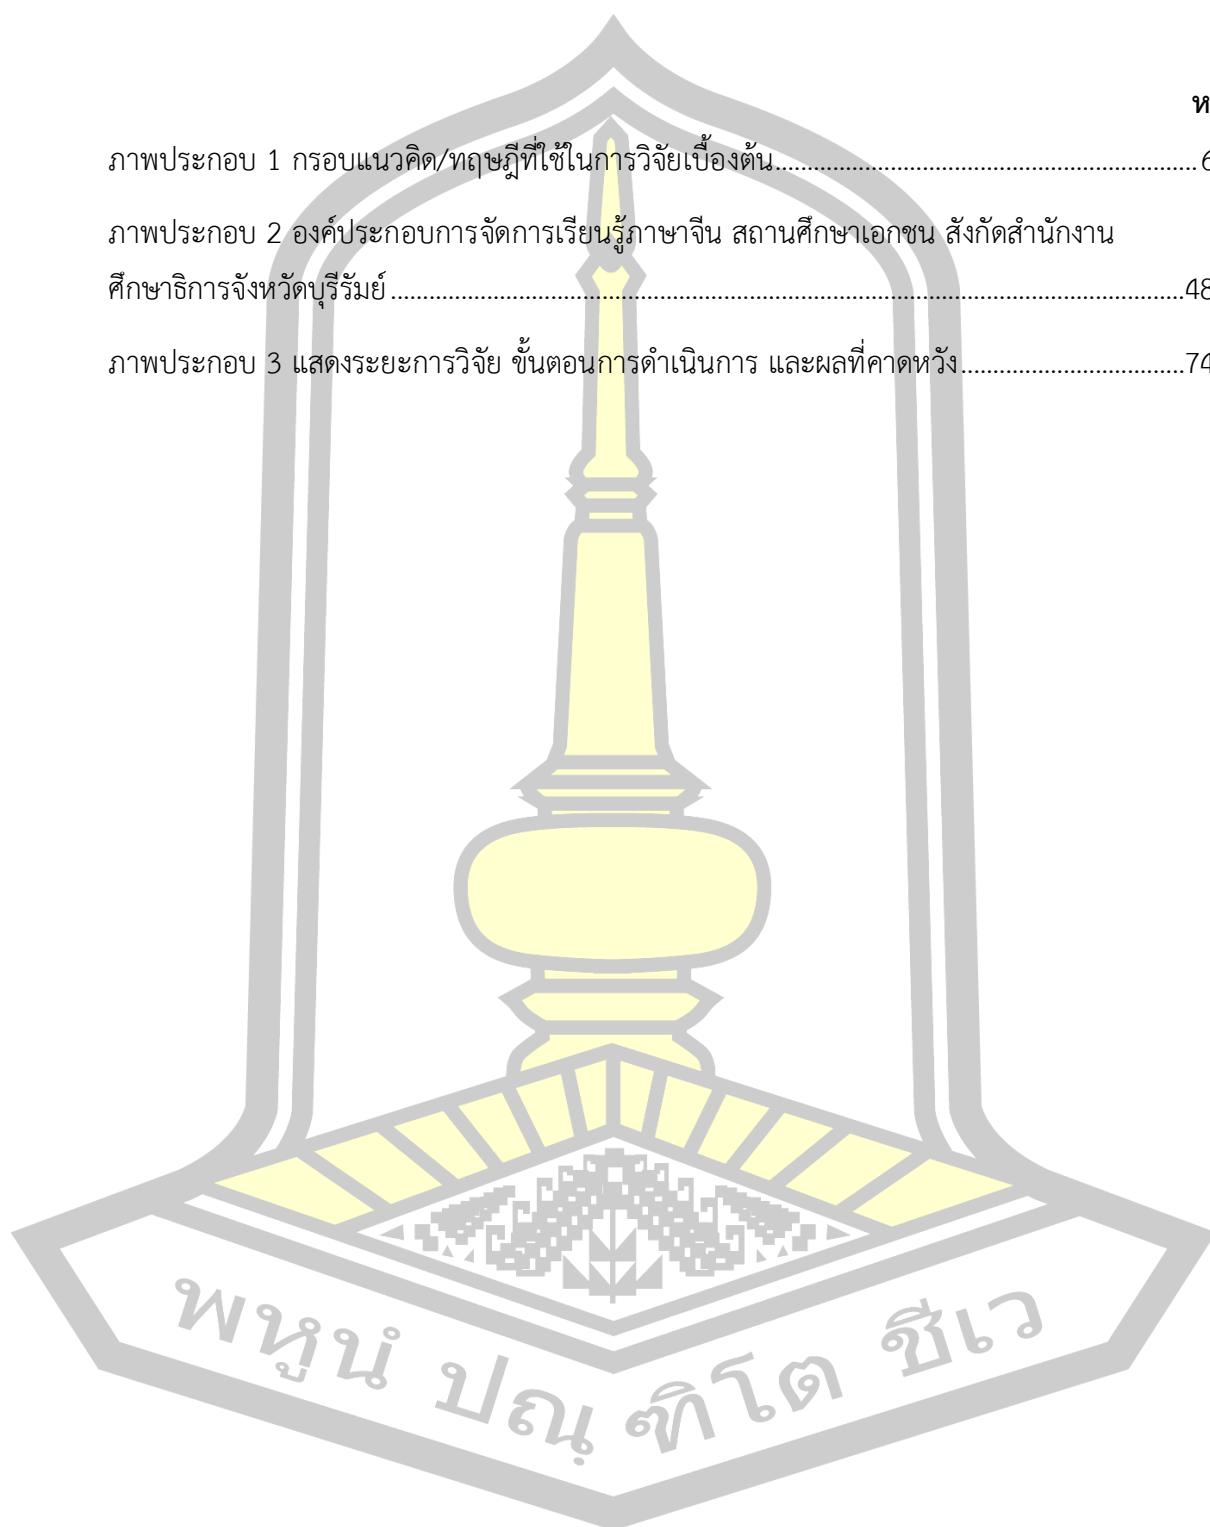 ห
ภาพประกอบ 1 กรอบแนวคิด/ทฤษฎีที่ใช้ในการวิจัยเบื้องต้น.......................................................................6
ภาพประกอบ 2 องค์ประกอบการจัดการเรียนรู้ภาษาจีน สถานศึกษาเอกชน สังกัดสำนักงาน
ศึกษาธิการจังหวัดบุรีรัมย์.......................................................................................................................48
ภาพประกอบ 3 แสดงระยะการวิจัย ขั้นตอนการดำเนินการ และผลที่คาดหวัง...................................74
พหูนํ ปณฺฑิโต ชีเว